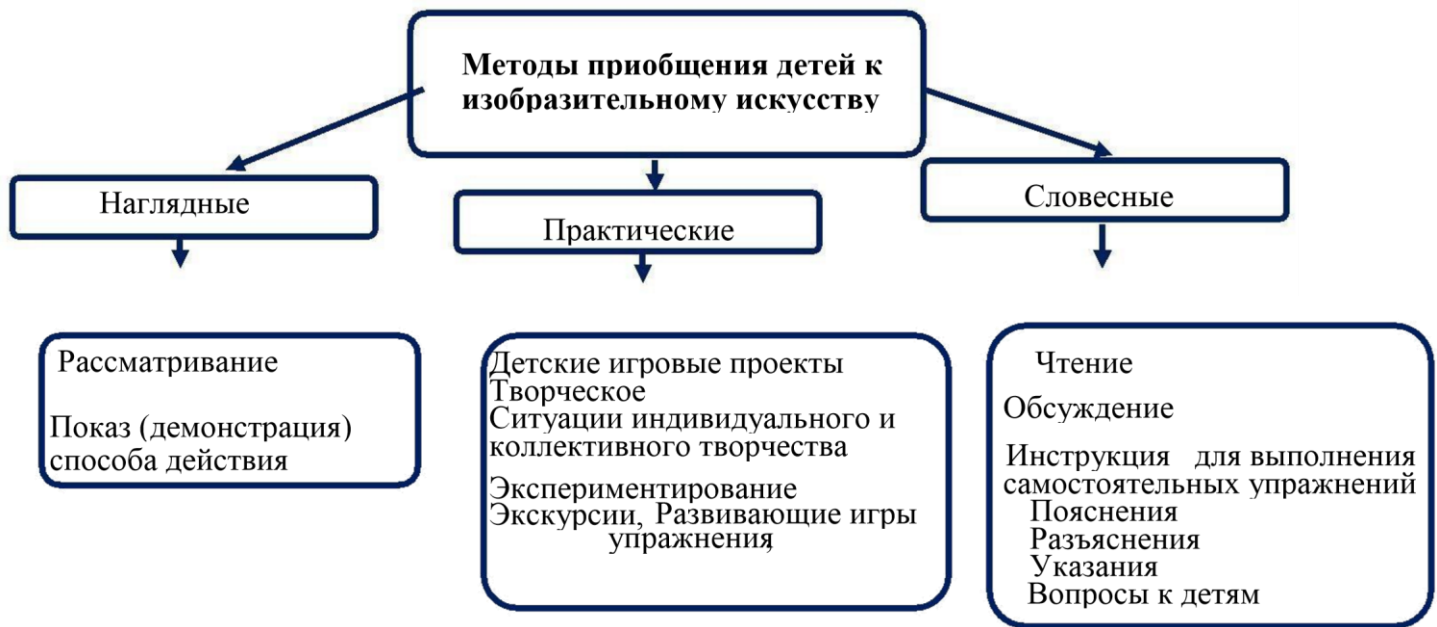 Методы приобщения детей к
изобразительному искусству
Наглядные
Практические
Словесные
Рассматривание
Показ (демонстрация)
способа действия
Детские игровые проекты
Творческое
Ситуации индивидуального и
коллективного творчества
Экспериментирование
Экскурсии, Развивающие игры
упражнения,
Чтение
Обсуждение
Инструкция для выполнения
самостоятельных упражнений
Пояснения
Разъяснения
Указания
Вопросы к детям